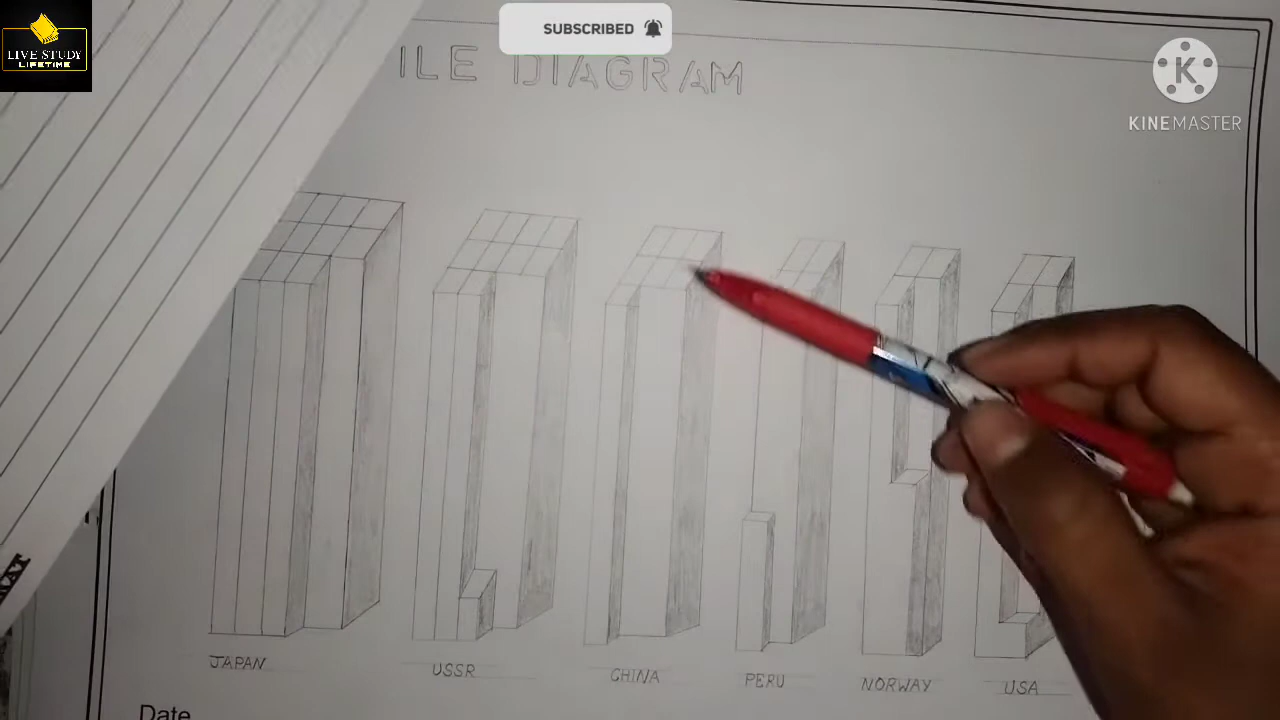 LIVE STUDY
LIFETIME
SUBSCRIBED
K
KINEMASTER
ILE DIAGRAM
JAPAN
USSR
CHINA
PERU
NORWAY
USA
Date